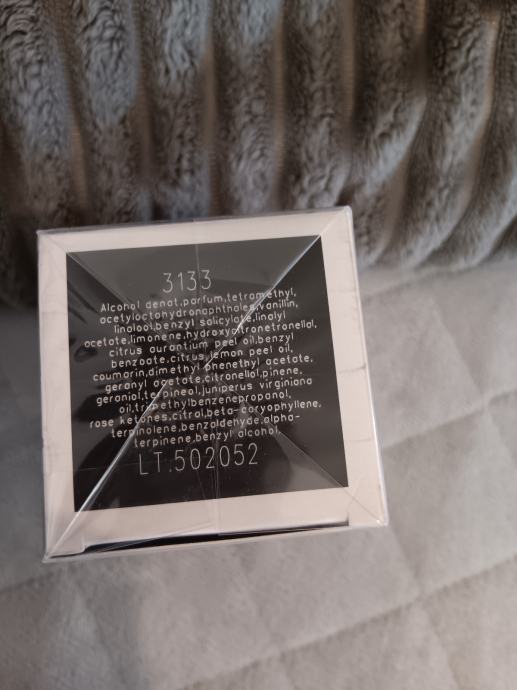 3133
Alcohol denat,parfum,tetramethyl,
acetyloctahydronaphthales,vanillin,
linalool,benzyl salicylate,linalyl
acetate,limonene,hydroxycitronetronellal,
citrus aurantium peel oil,benzyl
benzoate,citrus lemon peel oil,
coumarin,dimethyl phenethyl acetate,
geranyl acetate,citronellol,pinene,
geraniol,terpineol,juniperus virginiana
oil,trimethylbenzenepropanol,
rose ketones,citral,beta-caryophyllene,
terpinolene,benzaldehyde,alpha-
terpinene,benzyl alcohol,
LT.502052